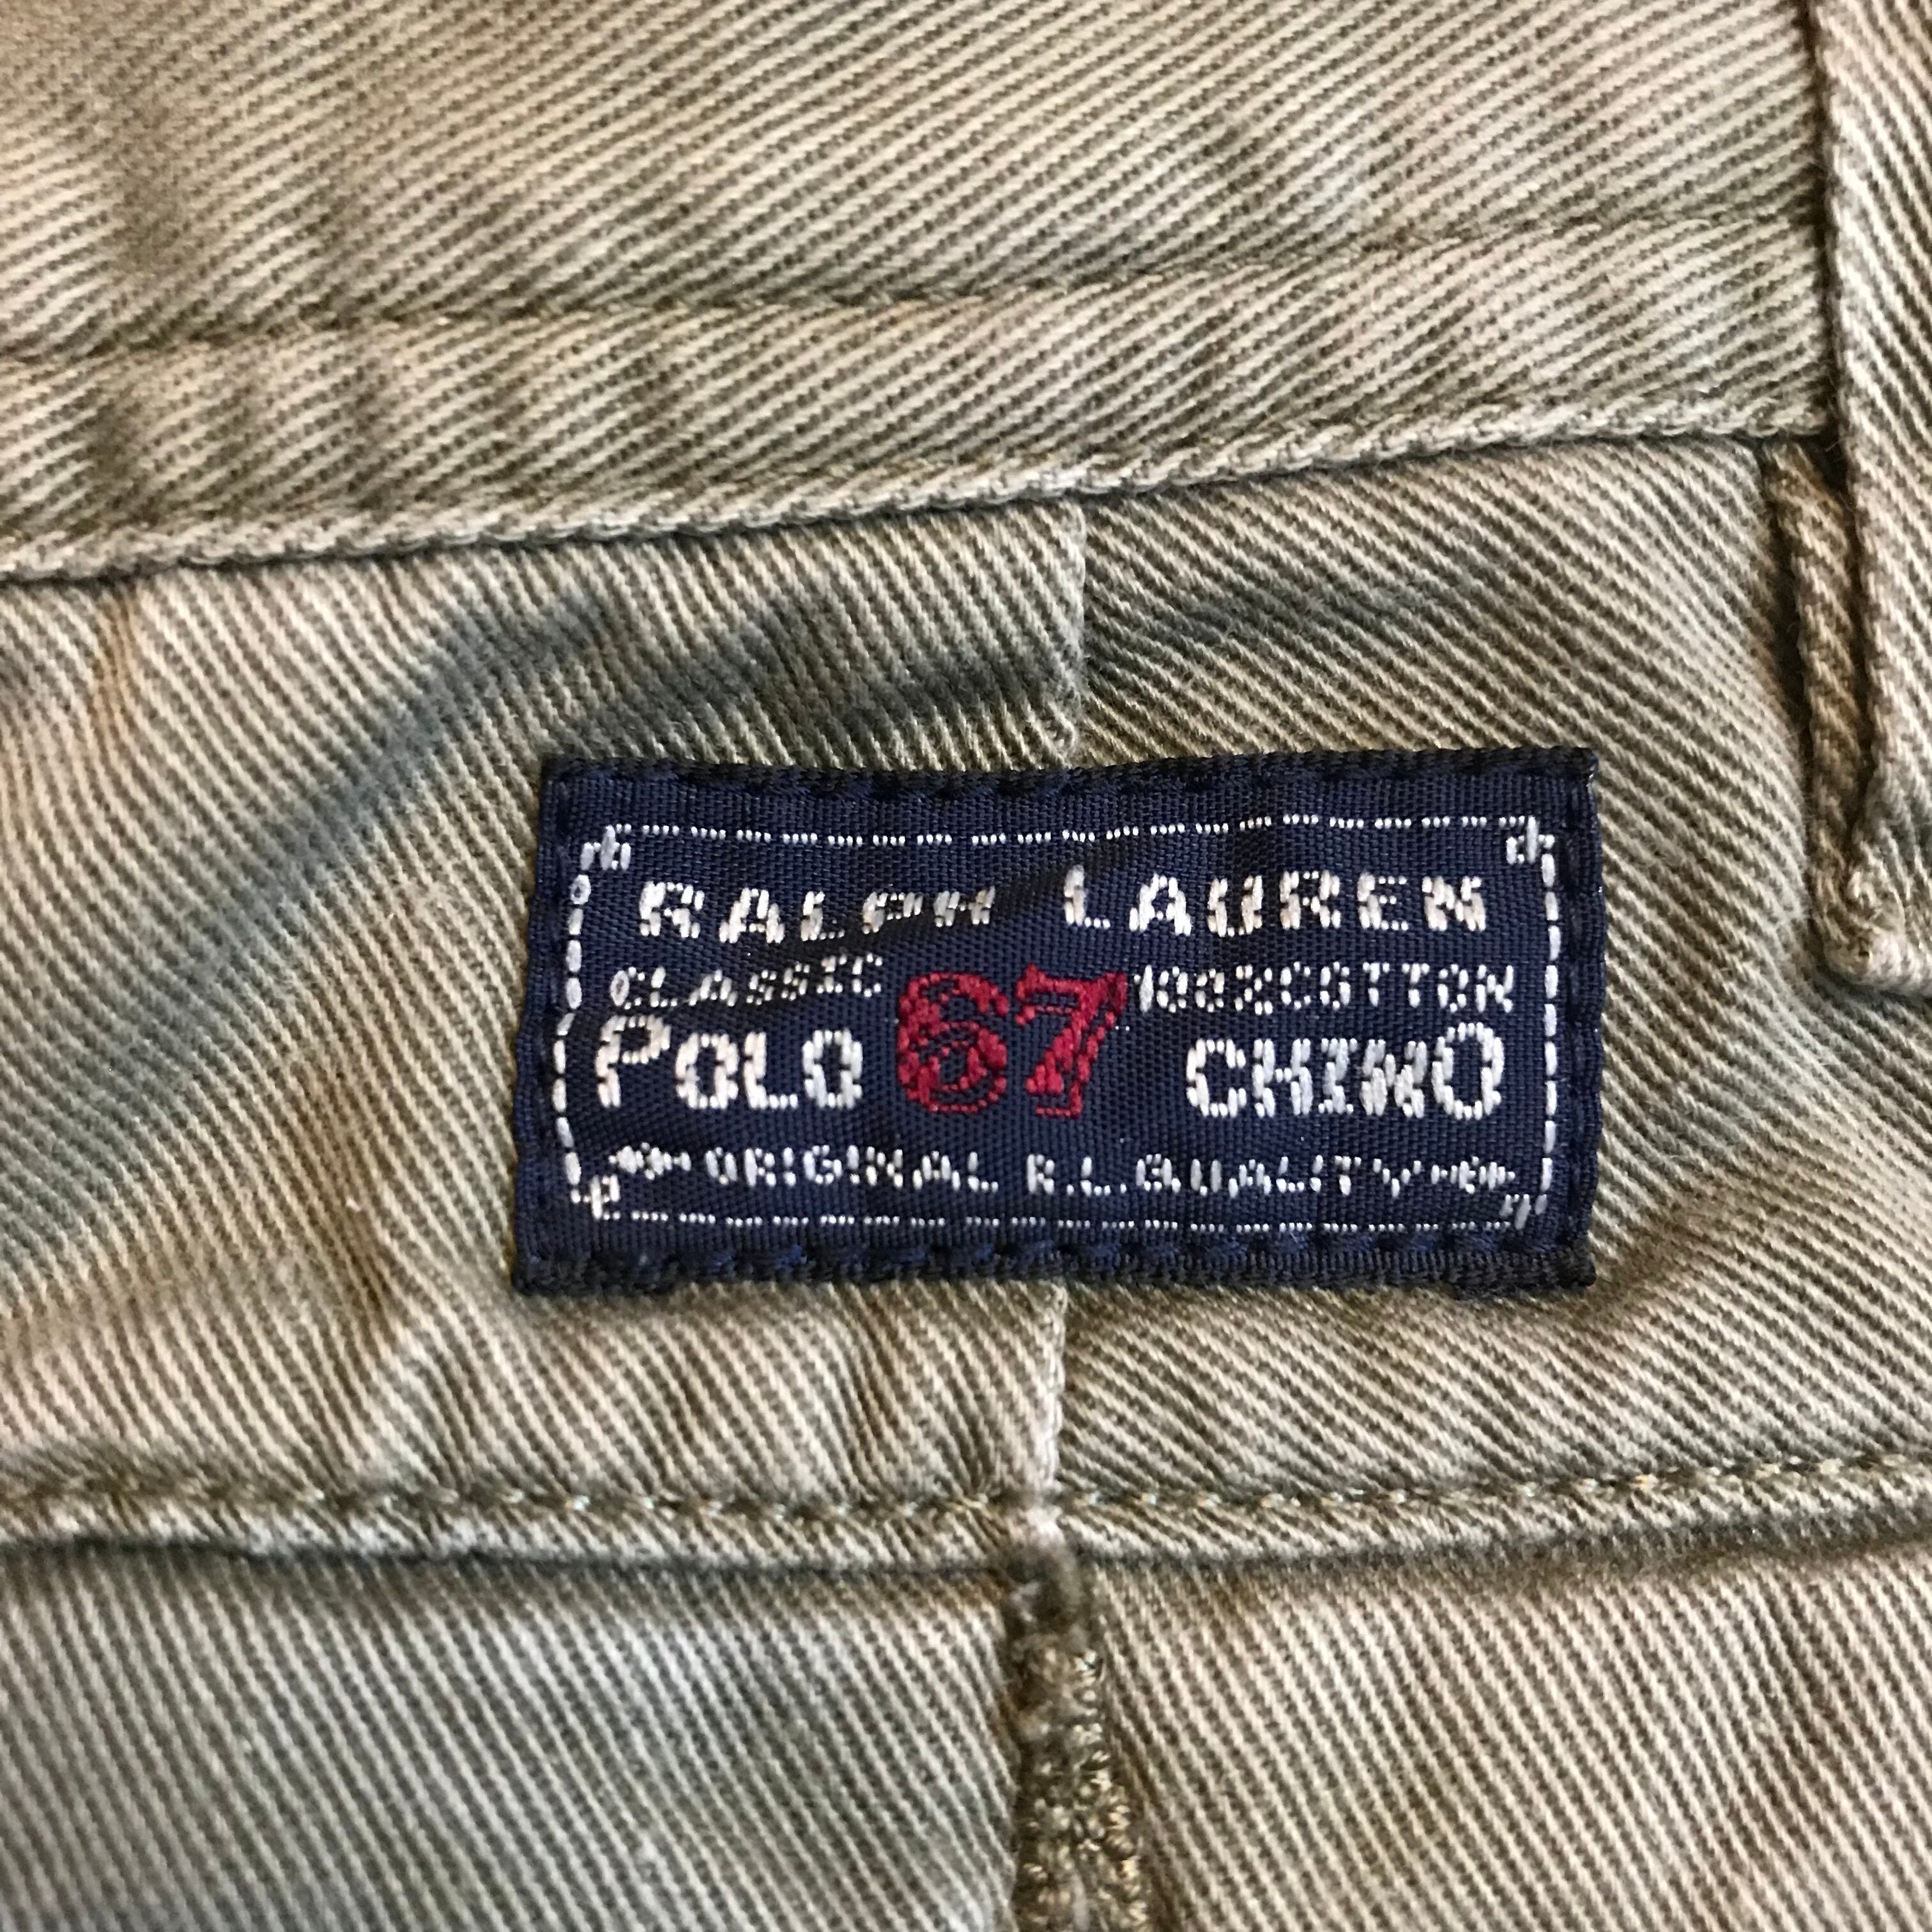 RALPH LAUREN
CLASSIC 67 100%COTTON
POLO CHINO
ORIGINAL R.L.QUALITY